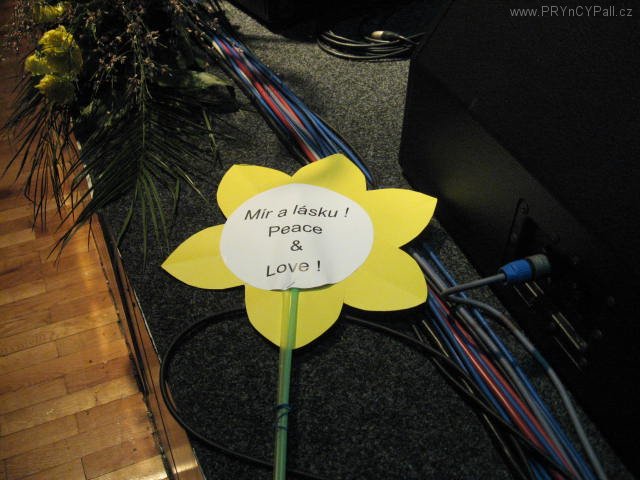 www.PRYnCYPall.cz
Mír a lásku !
Peace
&
Love !